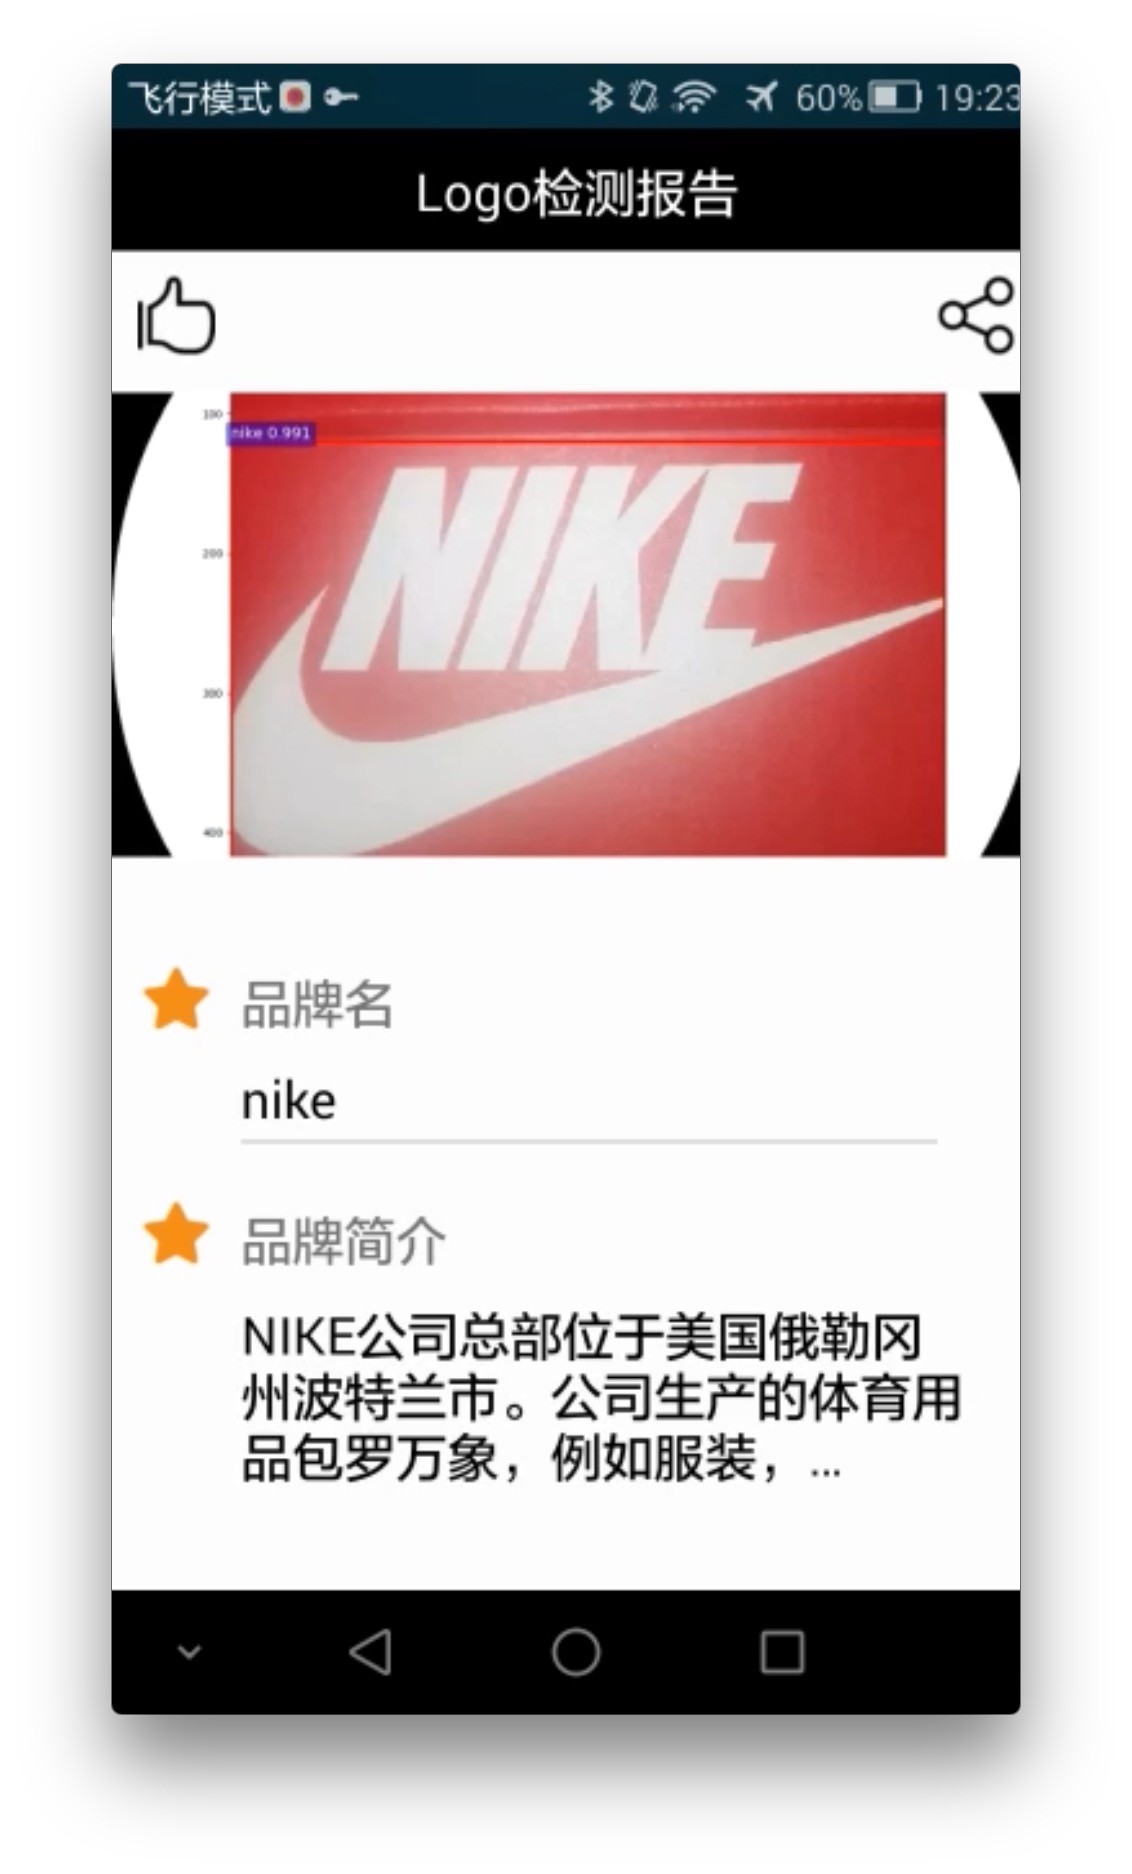 飞行模式 60% 19:23
Logo检测报告
100
nike 0.991
NIKE
200
300
400
品牌名
nike
品牌简介
NIKE公司总部位于美国俄勒冈
州波特兰市。公司生产的体育用
品包罗万象，例如服装，...